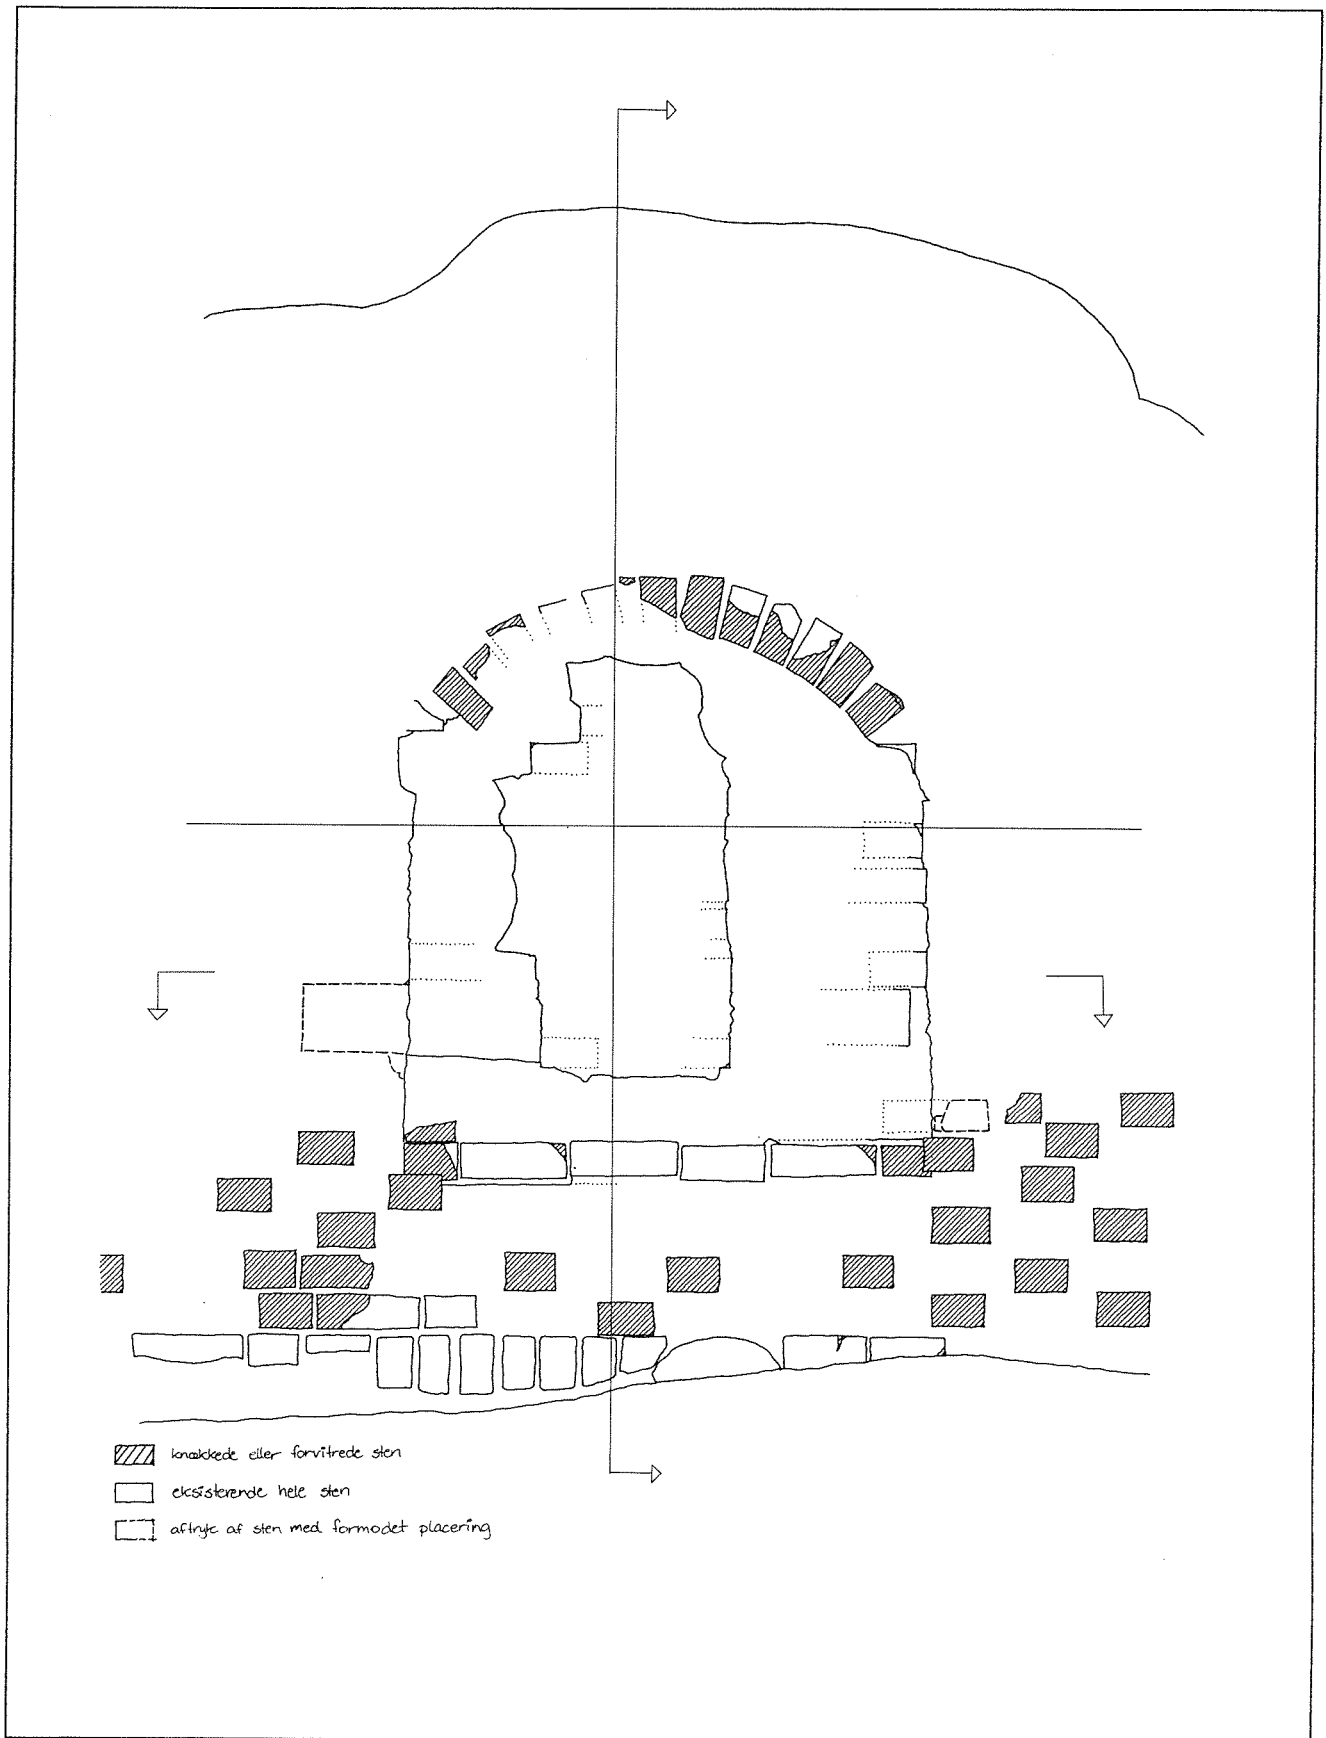 knækkede eller forvitrede sten
eksisterende hele sten
aftryk af sten med formodet placering